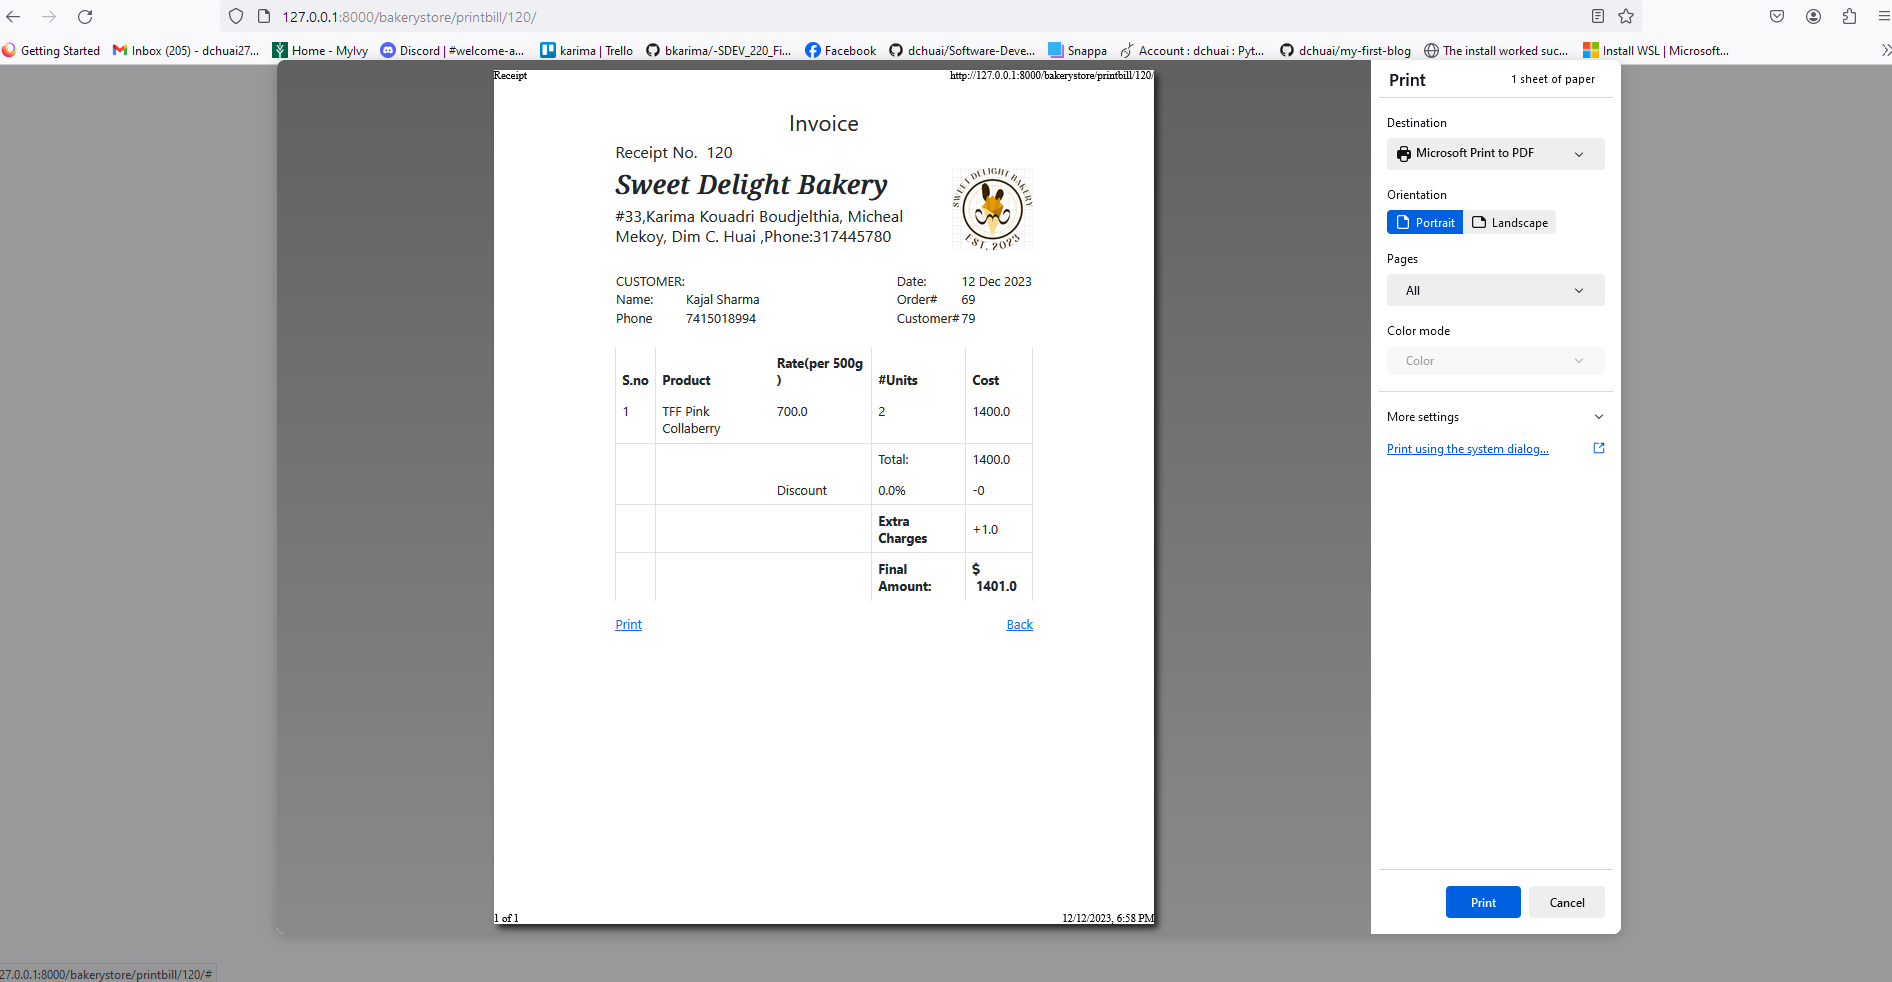 127.0.0.1:8000/bakerystore/printbill/120/
Getting Started
Inbox (205) - dchuai27...
Home - MyIvy
Discord | #welcome-a...
karima | Trello
bkarima/-SDEV_220_Fi...
Facebook
dchuai/Software-Deve...
Snappa
Account : dchuai : Pyt...
dchuai/my-first-blog
The install worked suc...
Install WSL | Microsoft...
Receipt
http://127.0.0.1:8000/bakerystore/printbill/120/
Invoice
Receipt No. 120
Sweet Delight Bakery
#33,Karima Kouadri Boudjelthia, Micheal
Mekoy, Dim C. Huai ,Phone:317445780
SWEET DELIGHT BAKERY
EST. 2023
CUSTOMER:
Name: Kajal Sharma
Phone 7415018994
Date: 12 Dec 2023
Order# 69
Customer# 79
S.no Product Rate(per 500g
) #Units Cost
1 TFF Pink
Collaberry 700.0 2 1400.0
Total: 1400.0
Discount 0.0% -0
Extra
Charges +1.0
Final
Amount: $
1401.0
Print Back
1 of 1
12/12/2023, 6:58 PM
Print
1 sheet of paper
Destination
Microsoft Print to PDF
Orientation
Portrait
Landscape
Pages
All
Color mode
Color
More settings
Print using the system dialog...
Print
Cancel
27.0.0.1:8000/bakerystore/printbill/120/#